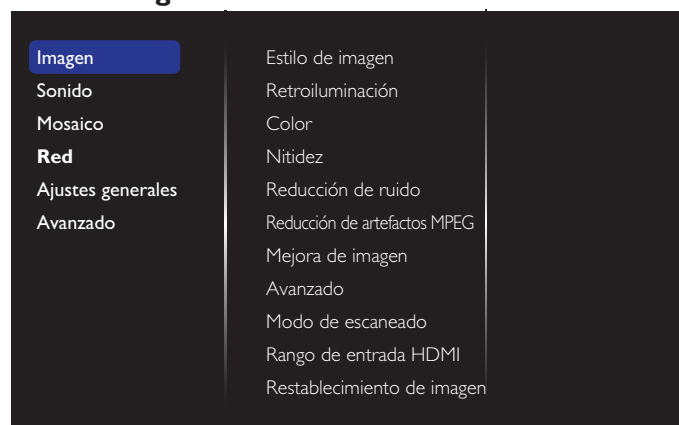 Imagen
Sonido
Mosaico
Red
Ajustes generales
Avanzado
Estilo de imagen
Retroiluminación
Color
Nitidez
Reducción de ruido
Reducción de artefactos MPEG
Mejora de imagen
Avanzado
Modo de escaneado
Rango de entrada HDMI
Restablecimiento de imagen